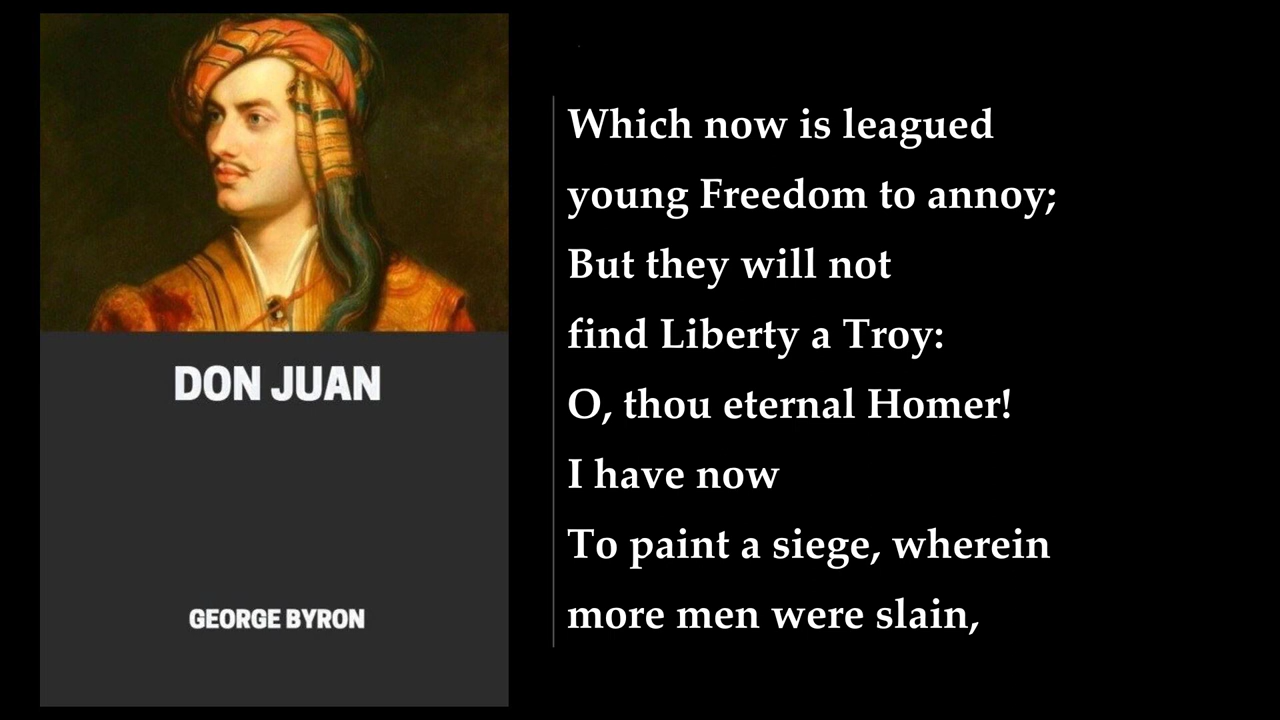 DON JUAN
GEORGE BYRON
Which now is leagued
young Freedom to annoy;
But they will not
find Liberty a Troy:
O, thou eternal Homer!
I have now
To paint a siege, wherein
more men were slain,